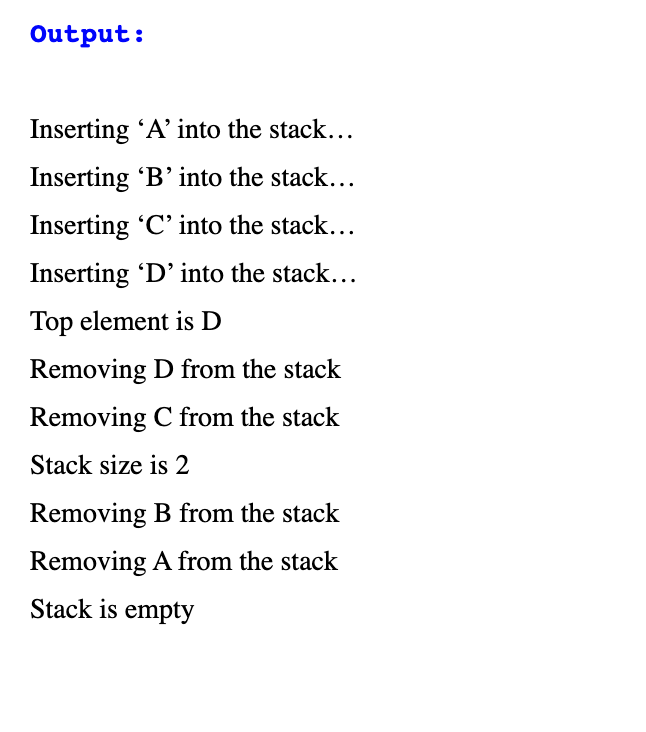 Output:
Inserting ‘A’ into the stack…
Inserting ‘B’ into the stack…
Inserting ‘C’ into the stack…
Inserting ‘D’ into the stack…
Top element is D
Removing D from the stack
Removing C from the stack
Stack size is 2
Removing B from the stack
Removing A from the stack
Stack is empty